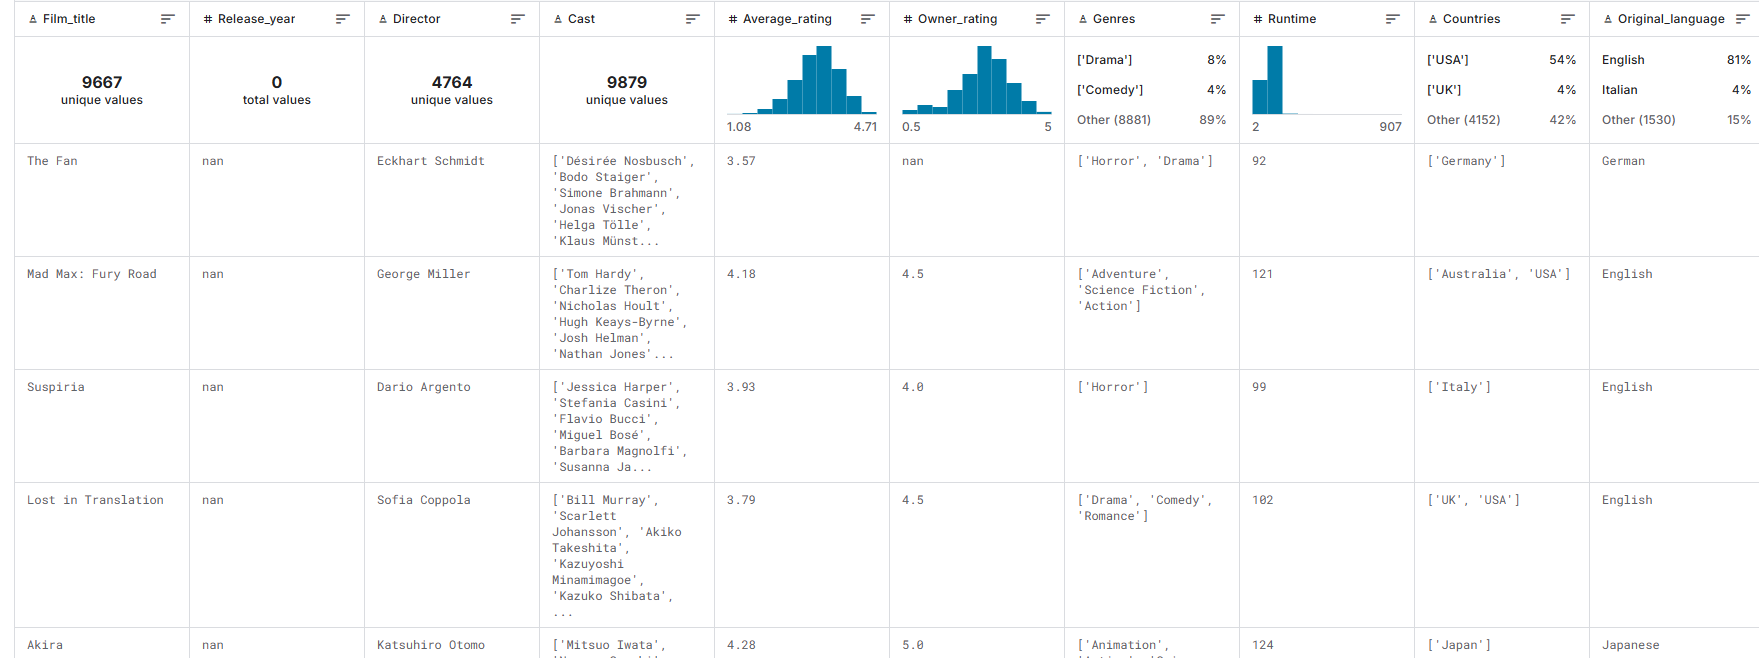 Film_title
# Release_year
Director
Cast
# Average_rating
# Owner_rating
Genres
# Runtime
Countries
Original_language
9667
unique values
0
total values
4764
unique values
9879
unique values
1.08 4.71
0.5 5
['Drama'] 8%
['Comedy'] 4%
Other (8881) 89%
2 907
['USA'] 54%
['UK'] 4%
Other (4152) 42%
English 81%
Italian 4%
Other (1530) 15%
The Fan
nan
Eckhart Schmidt
['Désirée Nosbusch',
'Bodo Staiger',
'Simone Brahmann',
'Jonas Vischer',
'Helga Tölle',
'Klaus Münst...
3.57
nan
['Horror', 'Drama']
92
['Germany']
German
Mad Max: Fury Road
nan
George Miller
['Tom Hardy',
'Charlize Theron',
'Nicholas Hoult',
'Hugh Keays-Byrne',
'Josh Helman',
'Nathan Jones'...
4.18
4.5
['Adventure',
'Science Fiction',
'Action']
121
['Australia', 'USA']
English
Suspiria
nan
Dario Argento
['Jessica Harper',
'Stefania Casini',
'Flavio Bucci',
'Miguel Bosé',
'Barbara Magnolfi',
'Susanna Ja...
3.93
4.0
['Horror']
99
['Italy']
English
Lost in Translation
nan
Sofia Coppola
['Bill Murray',
'Scarlett
Johansson', 'Akiko
Takeshita',
'Kazuyoshi
Minamimagoe',
'Kazuko Shibata',
...
3.79
4.5
['Drama', 'Comedy',
'Romance']
102
['UK', 'USA']
English
Akira
nan
Katsuhiro Otomo
['Mitsuo Iwata',
4.28
5.0
['Animation',
124
['Japan']
Japanese